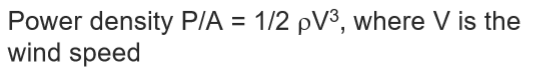 Power density P/A = 1/2 ρV³, where V is the
wind speed